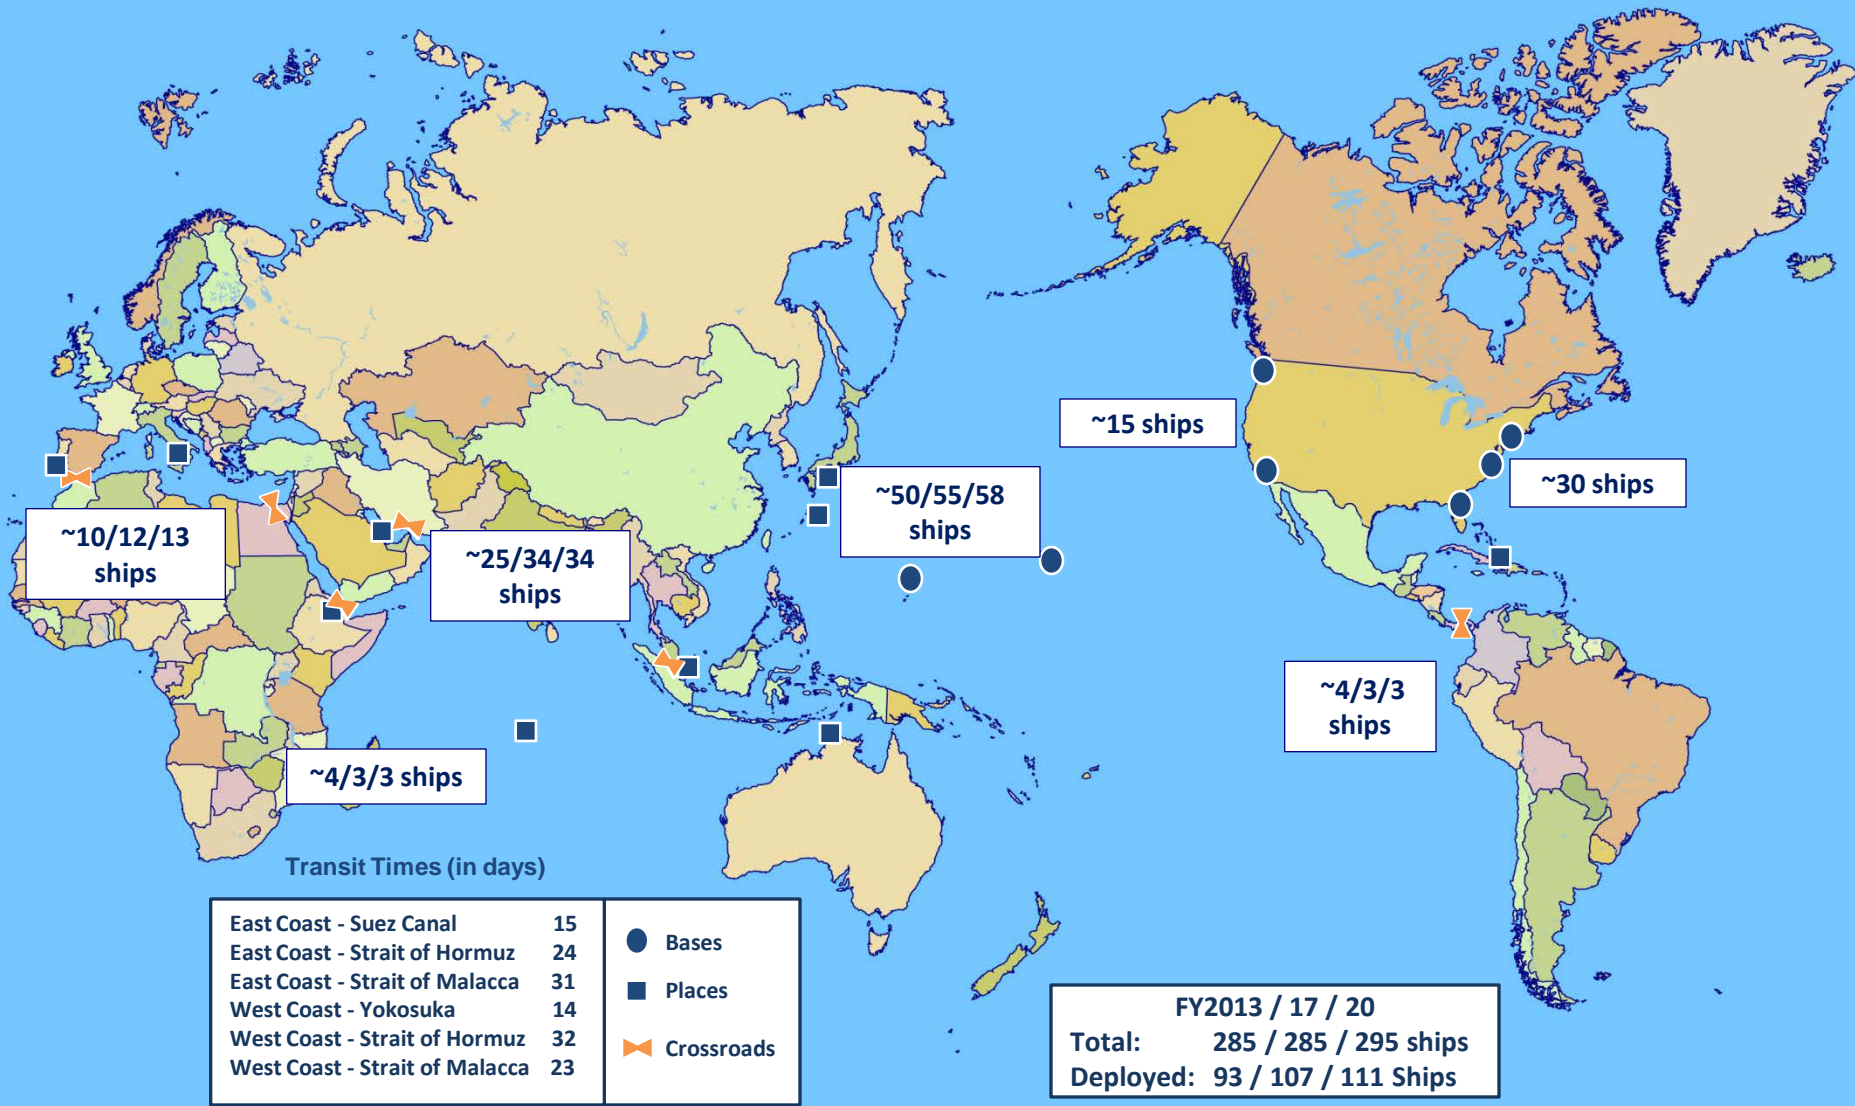 ~15 ships
~50/55/58
ships
~30 ships
~10/12/13
ships
~25/34/34
ships
~4/3/3
ships
~4/3/3 ships
Transit Times (in days)
East Coast - Suez Canal 15
East Coast - Strait of Hormuz 24
East Coast - Strait of Malacca 31
West Coast - Yokosuka 14
West Coast - Strait of Hormuz 32
West Coast - Strait of Malacca 23
Bases
Places
Crossroads
FY2013 / 17 / 20
Total: 285 / 285 / 295 ships
Deployed: 93 / 107 / 111 Ships